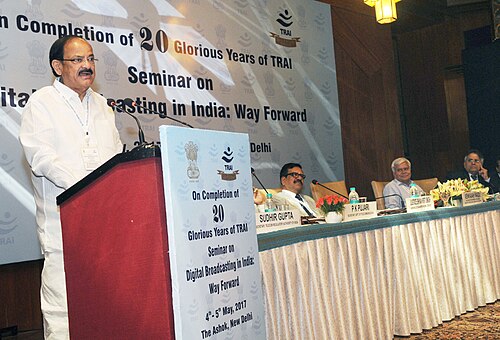 On Completion of 20 Glorious Years of TRAI
TRAI
Seminar on
ital casting in India: Way Forward
Delhi
TRAI
TRAI
On Completion of
20
Glorious Years of TRAI
Seminar on
Digital Broadcasting in India:
Way Forward
4th - 5th May, 2017
The Ashok, New Delhi
SUDHIR GUPTA
P K PUJARI